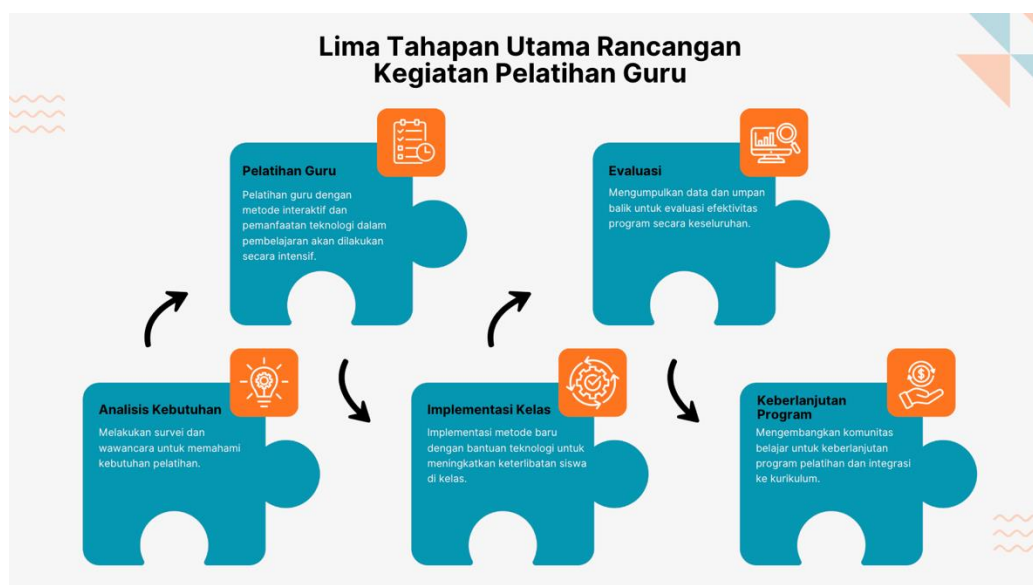 Lima Tahapan Utama Rancangan
Kegiatan Pelatihan Guru
Pelatihan Guru
Pelatihan guru dengan
metode interaktif dan
pemanfaatan teknologi dalam
pembelajaran akan dilakukan
secara intensif.
Evaluasi
Mengumpulkan data dan umpan
balik untuk evaluasi efektivitas
program secara keseluruhan.
Analisis Kebutuhan
Melakukan survei dan
wawancara untuk memahami
kebutuhan pelatihan.
Implementasi Kelas
Implementasi metode baru
dengan bantuan teknologi untuk
meningkatkan keterlibatan siswa
di kelas.
Keberlanjutan
Program
Mengembangkan komunitas
belajar untuk keberlanjutan
program pelatihan dan integrasi
ke kurikulum.